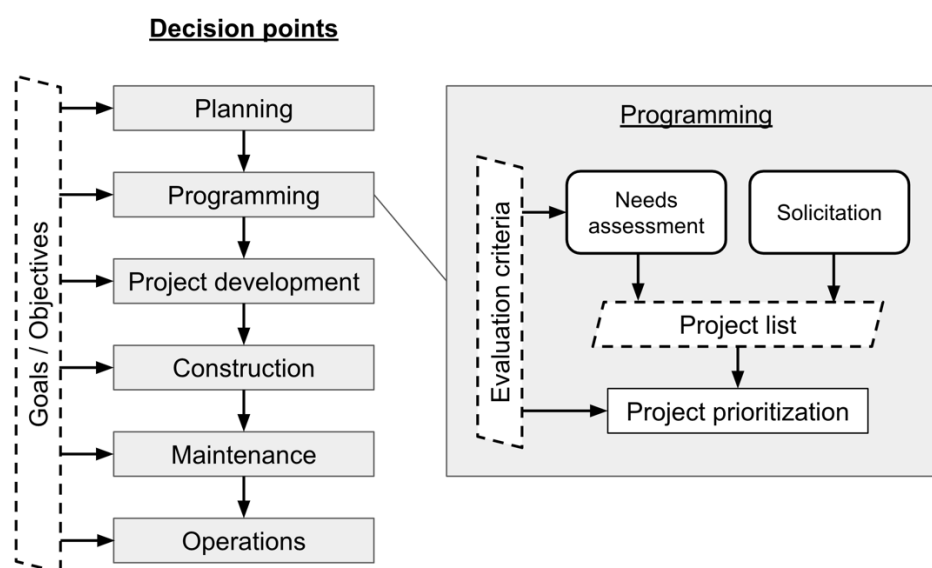 Decision points
Goals / Objectives
Planning
Programming
Project development
Construction
Maintenance
Operations
Programming
Evaluation criteria
Needs
assessment
Solicitation
Project list
Project prioritization